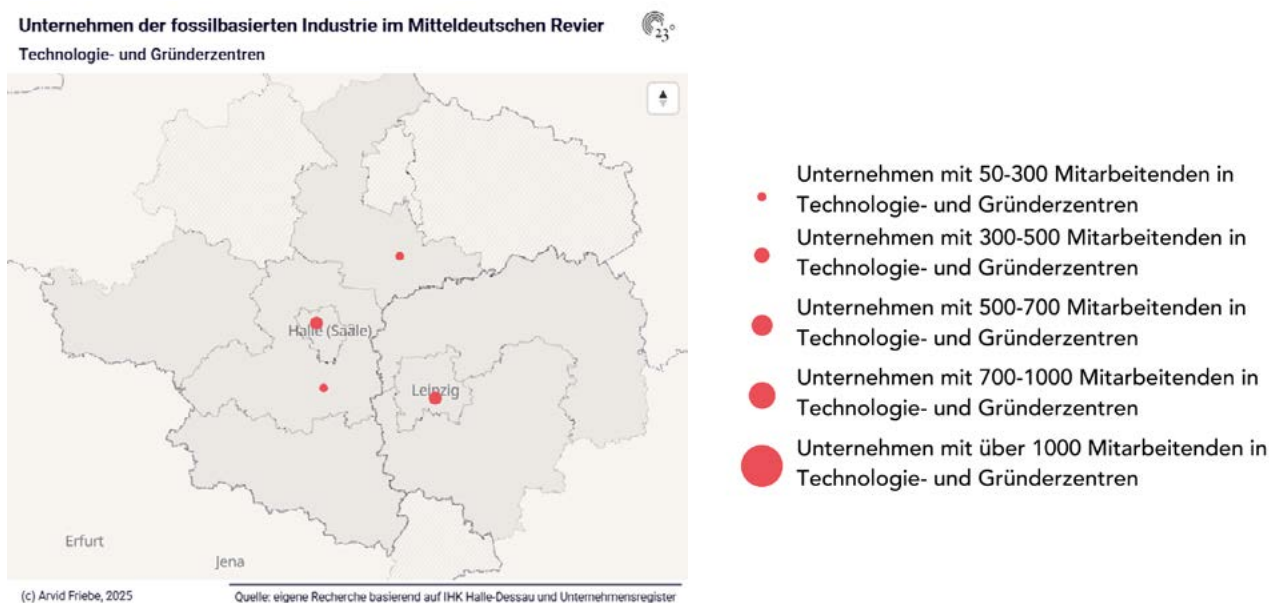 Unternehmen der fossilbasierten Industrie im Mitteldeutschen Revier
23°
Technologie- und Gründerzentren
Halle (Saale)
Leipzig
Erfurt
Jena
(c) Arvid Friebe, 2025
Quelle: eigene Recherche basierend auf IHK Halle-Dessau und Unternehmensregister
Unternehmen mit 50-300 Mitarbeitenden in
Technologie- und Gründerzentren
Unternehmen mit 300-500 Mitarbeitenden in
Technologie- und Gründerzentren
Unternehmen mit 500-700 Mitarbeitenden in
Technologie- und Gründerzentren
Unternehmen mit 700-1000 Mitarbeitenden in
Technologie- und Gründerzentren
Unternehmen mit über 1000 Mitarbeitenden in
Technologie- und Gründerzentren